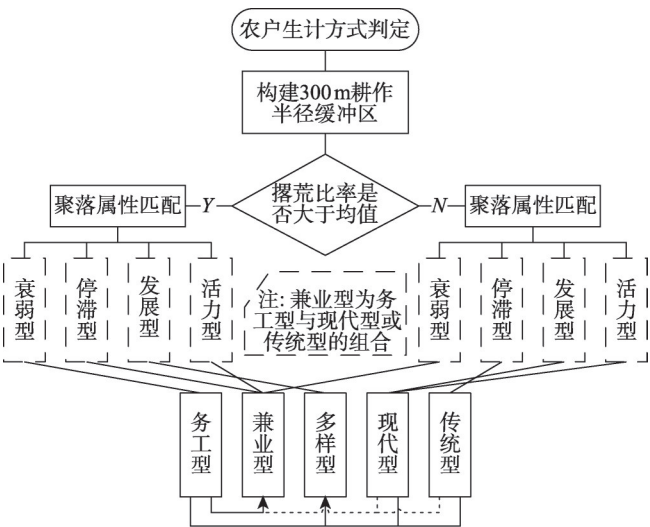 农户生计方式判定
构建300m耕作
半径缓冲区
撂荒比率是
否大于均值
聚落属性匹配
Y
N
聚落属性匹配
衰弱型
停滞型
发展型
活力型
注: 兼业型为务
工型与现代型或
传统型的组合
衰弱型
停滞型
发展型
活力型
务工型
兼业型
多样型
现代型
传统型